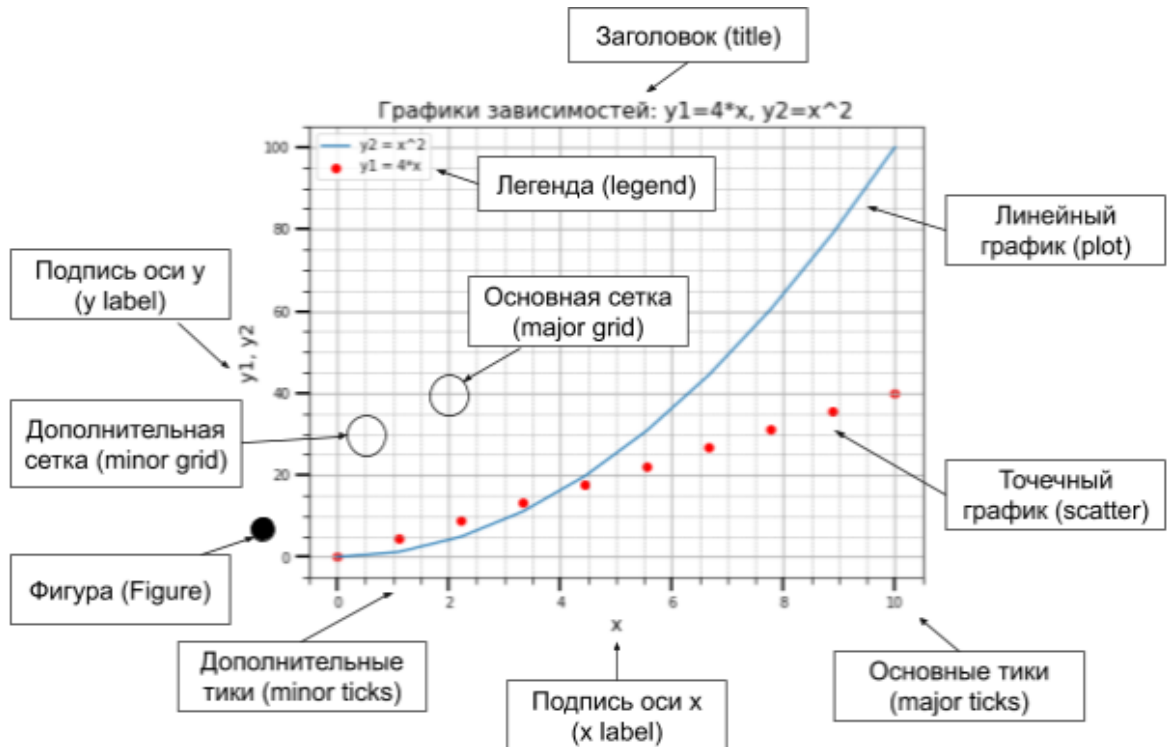 Заголовок (title)
Графики зависимостей: y1=4*x, y2=x^2
y2 = x^2
y1 = 4*x
Легенда (legend)
Линейный
график (plot)
Подпись оси y
(y label)
Основная сетка
(major grid)
y1, y2
Дополнительная
сетка (minor grid)
Точечный
график (scatter)
Фигура (Figure)
100
80
60
40
20
0
0 2 4 6 8 10
x
Дополнительные
тики (minor ticks)
Подпись оси x
(x label)
Основные тики
(major ticks)